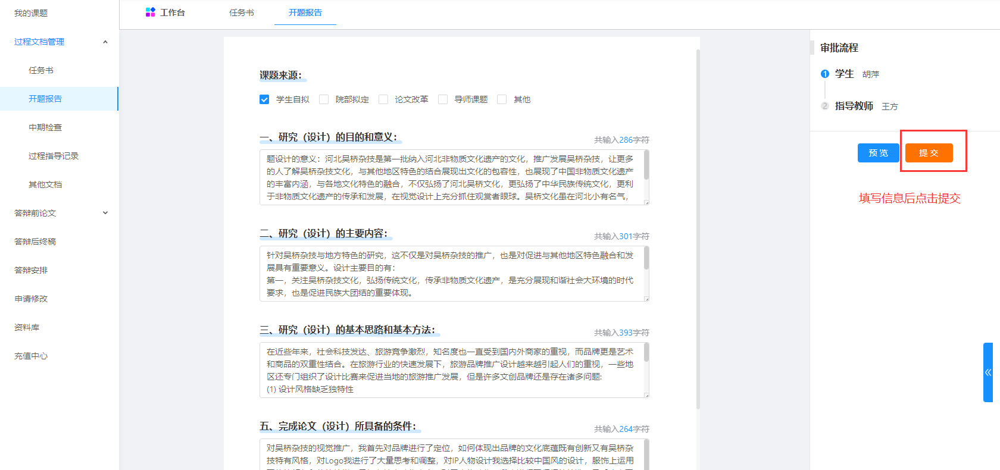 我的课题
过程文档管理
任务书
开题报告
中期检查
过程指导记录
其他文档
答辩前论文
答辩后终稿
答辩安排
申请修改
资料库
充值中心
工作台 任务书 开题报告
课题来源：
学生自拟 院部拟定 论文改革 导师课题 其他
一、研究（设计）的目的和意义： 共输入286字符
题设计的意义：河北吴桥杂技是第一批纳入河北非物质文化遗产的文化，推广发展吴桥杂技，让更多
的人了解吴桥杂技文化，与其他地区特色的结合展现出文化的包容性，也展现了中国非物质文化遗产
的丰富内涵，与各地文化特色的融合，不仅弘扬了河北吴桥文化，更弘扬了中华民族传统文化，更利
于非物质文化遗产的传承和发展，在视觉设计上充分抓住观赏者眼球。吴桥文化虽在河北小有名气，
二、研究（设计）的主要内容： 共输入301字符
针对吴桥杂技与地方特色的研究，这不仅是对吴桥杂技的推广，也是对促进与其他地区特色融合和发
展具有重要意义。设计主要目的有：
第一，关注吴桥杂技文化，弘扬传统文化，传承非物质文化遗产，是充分展现和谐社会大环境的时代
要求，也是促进民族大团结的重要体现。
三、研究（设计）的基本思路和基本方法： 共输入393字符
在近些年来，社会科技发达、旅游竞争激烈，知名度也一直受到国内外商家的重视，而品牌更是艺术
和商品的双重性结合。在旅游行业的快速发展下，旅游品牌推广设计越来越引起人们的重视，一些地
区还专门组织了设计比赛来促进当地的旅游推广发展，但是许多文创品牌还是存在诸多问题:
(1) 设计风格缺乏独特性
五、完成论文（设计）所具备的条件： 共输入264字符
对吴桥杂技的视觉推广，我首先对品牌进行了定位，如何体现出品牌的文化底蕴既有创新又有吴桥杂
技特有风格，对Logo我进行了大量思考和调整，对IP人物设计我选择比较中国风的设计，服饰上运用
审批流程
1 学生 胡萍
2 指导教师 王方
预 览 提 交
填写信息后点击提交